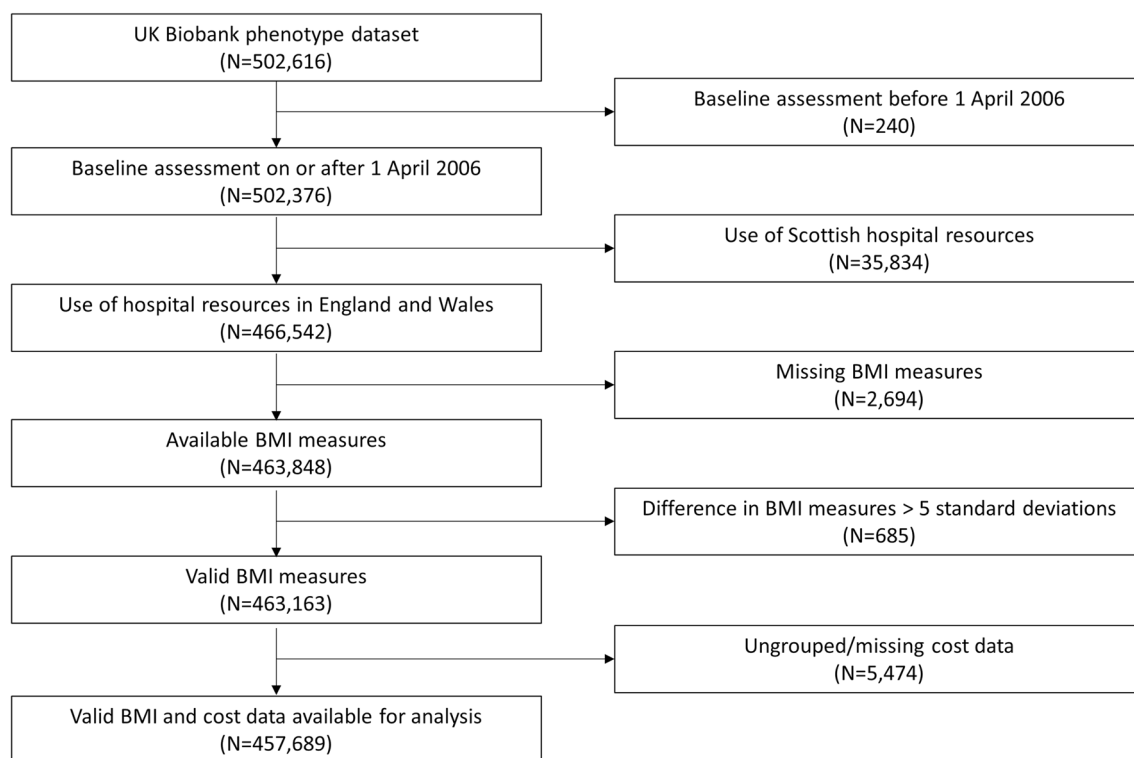 UK Biobank phenotype dataset
(N=502,616)
Baseline assessment before 1 April 2006
(N=240)
Baseline assessment on or after 1 April 2006
(N=502,376)
Use of Scottish hospital resources
(N=35,834)
Use of hospital resources in England and Wales
(N=466,542)
Missing BMI measures
(N=2,694)
Available BMI measures
(N=463,848)
Difference in BMI measures > 5 standard deviations
(N=685)
Valid BMI measures
(N=463,163)
Ungrouped/missing cost data
(N=5,474)
Valid BMI and cost data available for analysis
(N=457,689)